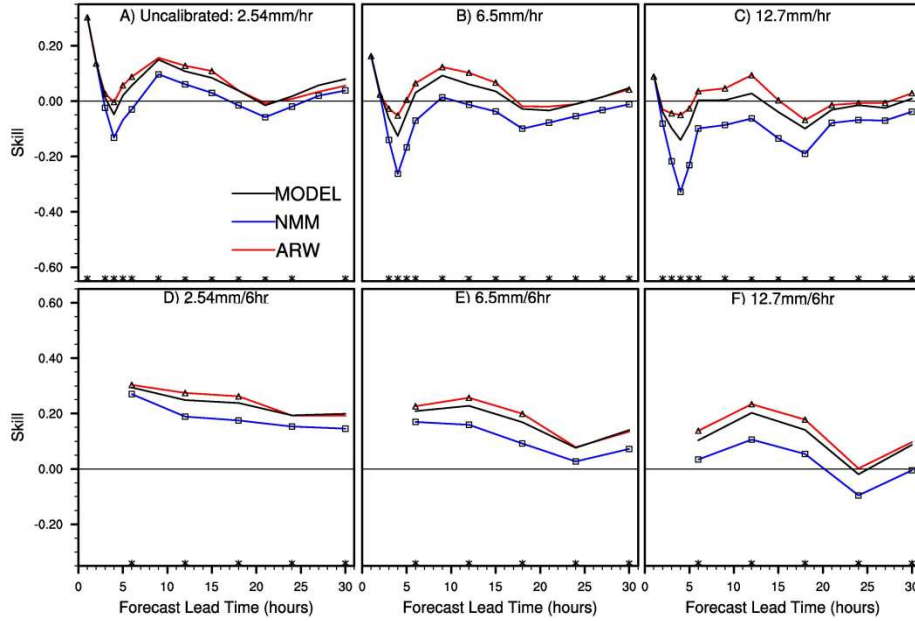 A) Uncalibrated: 2.54mm/hr
B) 6.5mm/hr
C) 12.7mm/hr
0.20
0.00
-0.20
-0.40
-0.60
Skill
MODEL
NMM
ARW
D) 2.54mm/6hr
E) 6.5mm/6hr
F) 12.7mm/6hr
0.60
0.40
0.20
0.00
-0.20
Skill
0 5 10 15 20 25 30
0 5 10 15 20 25 30
0 5 10 15 20 25 30
Forecast Lead Time (hours)
Forecast Lead Time (hours)
Forecast Lead Time (hours)